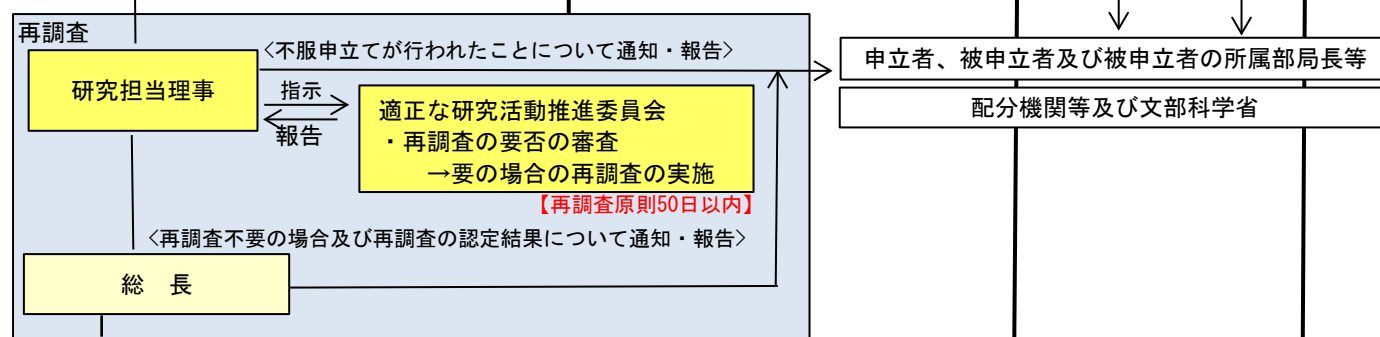 再調査
〈不服申立てが行われたことについて通知・報告〉
研究担当理事
指示
報告
適正な研究活動推進委員会
・再調査の要否の審査
→要の場合の再調査の実施
【再調査原則50日以内】
〈再調査不要の場合及び再調査の認定結果について通知・報告〉
総　長
申立者、被申立者及び被申立者の所属部局長等
配分機関等及び文部科学省